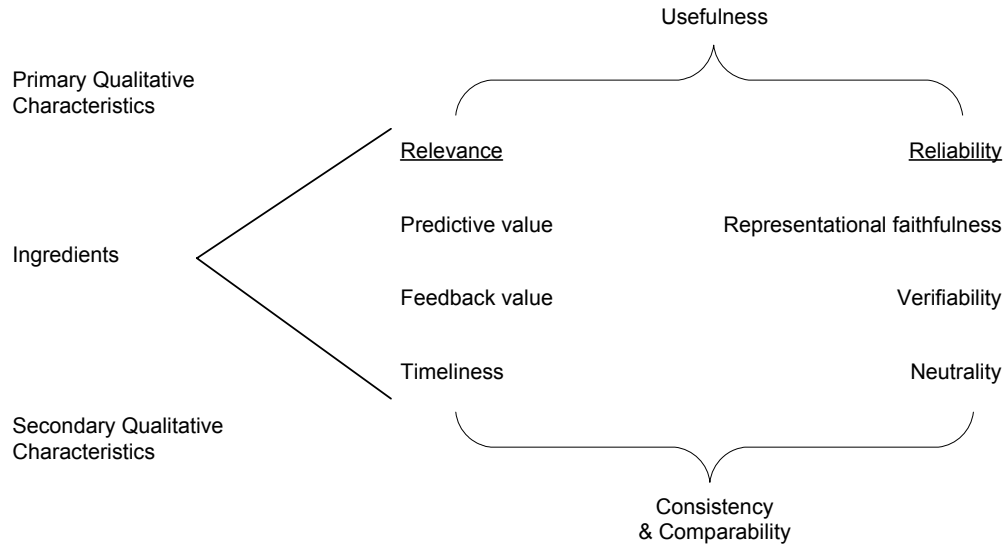 Usefulness
Primary Qualitative
Characteristics
Relevance
Reliability
Predictive value
Representational faithfulness
Ingredients
Feedback value
Verifiability
Timeliness
Neutrality
Secondary Qualitative
Characteristics
Consistency
& Comparability